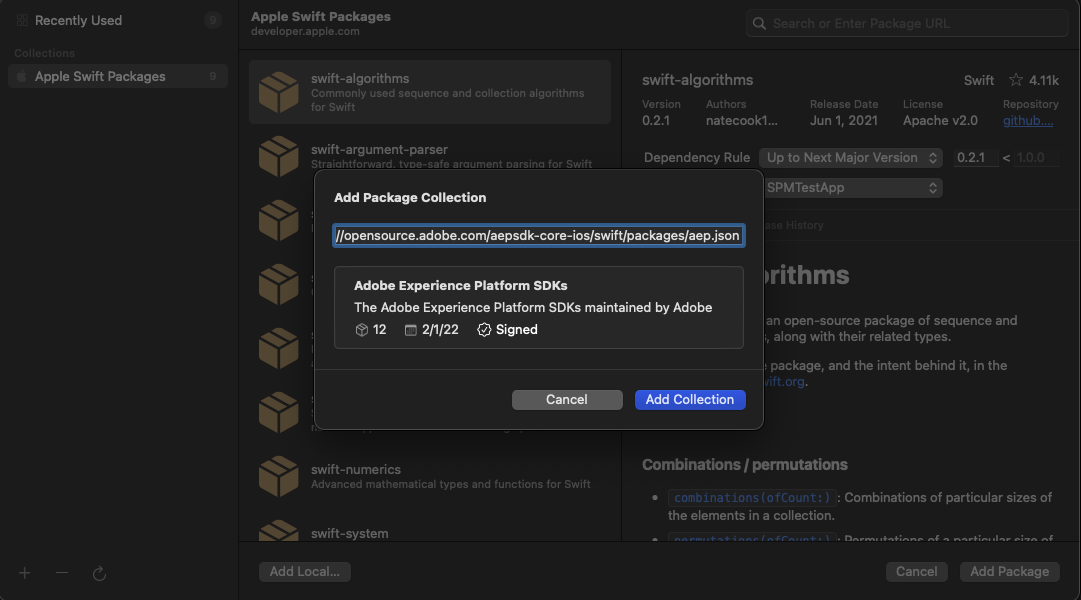 Recently Used
9
Collections
Apple Swift Packages
9
Apple Swift Packages
developer.apple.com
Search or Enter Package URL
swift-algorithms
Commonly used sequence and collection algorithms
for Swift
swift-argument-parser
Straightforward, type-safe argument parsing for Swift
swift-numerics
Advanced mathematical types and functions for Swift
swift-system
swift-algorithms
Swift
4.11k
Version
Authors
Release Date
License
Repository
0.2.1
natecook1...
Jun 1, 2021
Apache v2.0
github....
Dependency Rule
Up to Next Major Version
0.2.1
<
1.0.0
SPMTestApp
ase History
orithms
an open-source package of sequence and
s, along with their related types.
package, and the intent behind it, in the
wift.org.
Combinations / permutations
• combinations(ofCount:): Combinations of particular sizes of
the elements in a collection.
• permutations(ofCount:): Permutations of a particular size of
Add Package Collection
//opensource.adobe.com/aepsdk-core-ios/swift/packages/aep.json
Adobe Experience Platform SDKs
The Adobe Experience Platform SDKs maintained by Adobe
12
2/1/22
Signed
Cancel
Add Collection
Add Local...
Cancel
Add Package